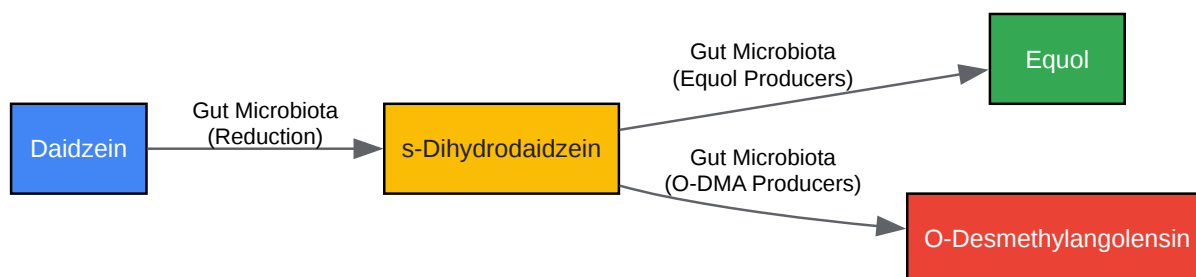 Daidzein
Gut Microbiota
(Reduction)
s-Dihydrodaidzein
Gut Microbiota
(Equol Producers)
Equol
Gut Microbiota
(O-DMA Producers)
O-Desmethylangolensin